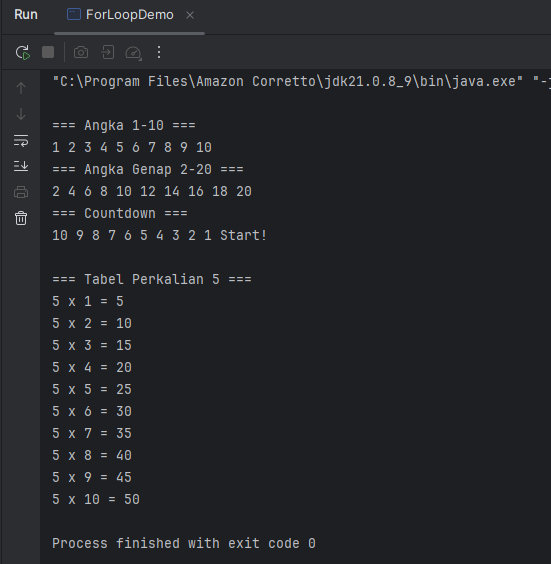 Run ForLoopDemo
"C:\Program Files\Amazon Corretto\jdk21.0.8_9\bin\java.exe" "-j
=== Angka 1-10 ===
1 2 3 4 5 6 7 8 9 10
=== Angka Genap 2-20 ===
2 4 6 8 10 12 14 16 18 20
=== Countdown ===
10 9 8 7 6 5 4 3 2 1 Start!
=== Tabel Perkalian 5 ===
5 x 1 = 5
5 x 2 = 10
5 x 3 = 15
5 x 4 = 20
5 x 5 = 25
5 x 6 = 30
5 x 7 = 35
5 x 8 = 40
5 x 9 = 45
5 x 10 = 50
Process finished with exit code 0